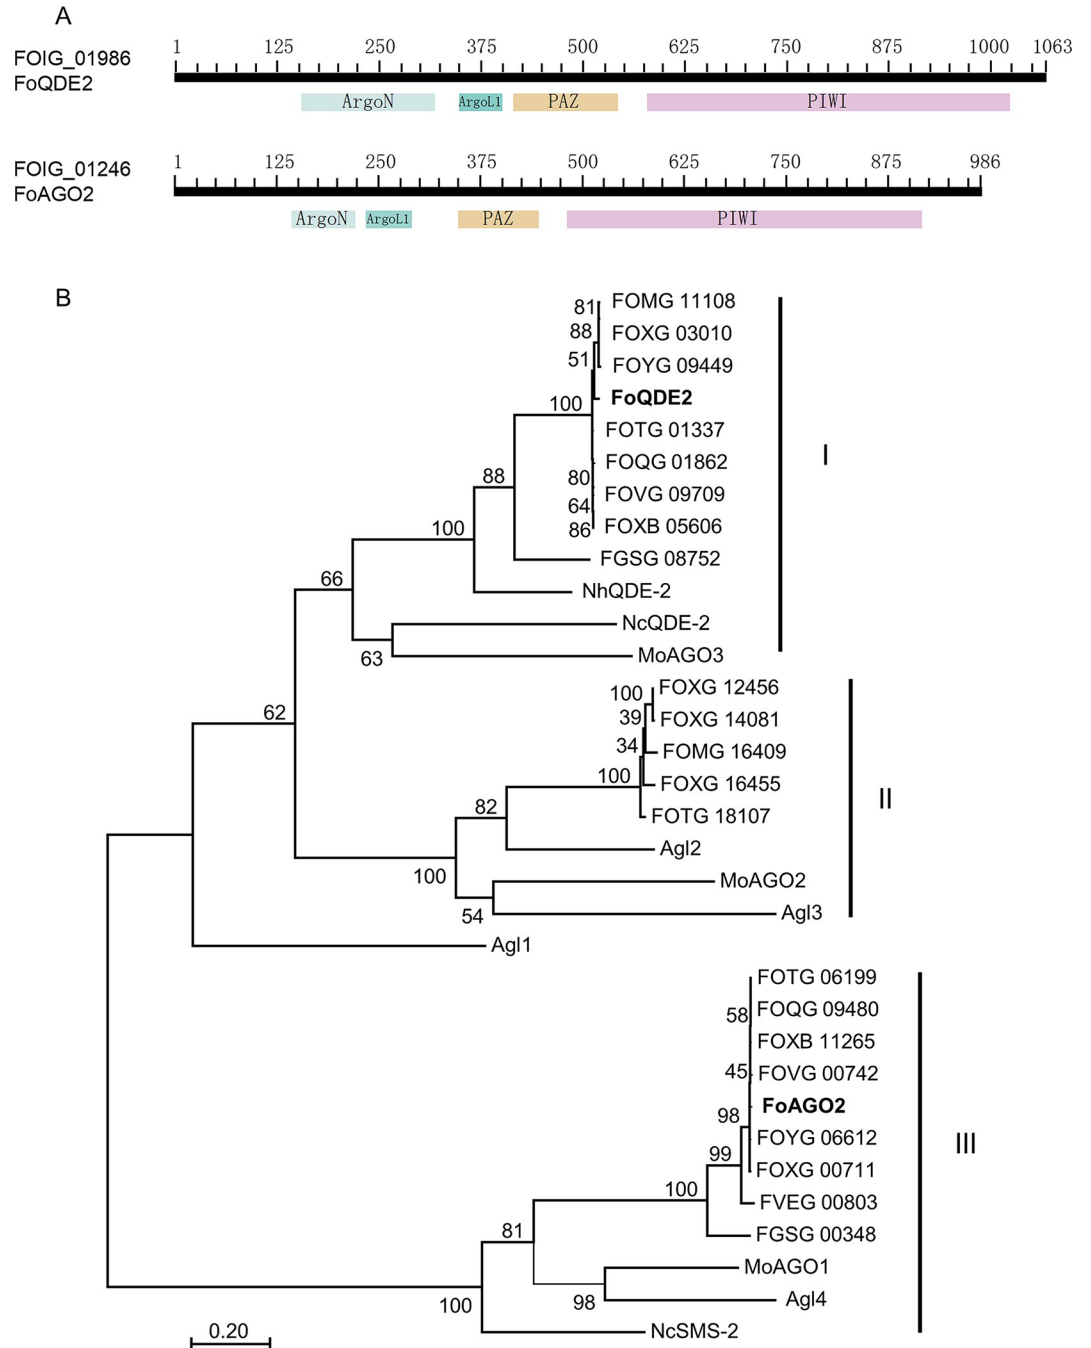 A
FOIG_01986
FoQDE2
1 125 250 375 500 625 750 875 1000 1063
ArgoN ArgoL1 PAZ PIWI
FOIG_01246
FoAGO2
1 125 250 375 500 625 750 875 986
ArgoN ArgoL1 PAZ PIWI
B
81 FOMG 11108
88 FOXG 03010
51 FOYG 09449
100 FoQDE2
FOTG 01337
I
80 FOQG 01862
88
64 FOVG 09709
86 FOXB 05606
100
FGSG 08752
66 NhQDE-2
NcQDE-2
63 MoAGO3
100 FOXG 12456
62 39 FOXG 14081
34 FOMG 16409
100 FOXG 16455
II
82 FOTG 18107
Agl2
100 MoAGO2
54 Agl3
Agl1
FOTG 06199
58 FOQG 09480
FOXB 11265
45 FOVG 00742
98 FoAGO2
FOYG 06612
III
99 FOXG 00711
100 FVEG 00803
81 FGSG 00348
MoAGO1
98 Agl4
100 NcSMS-2
0.20